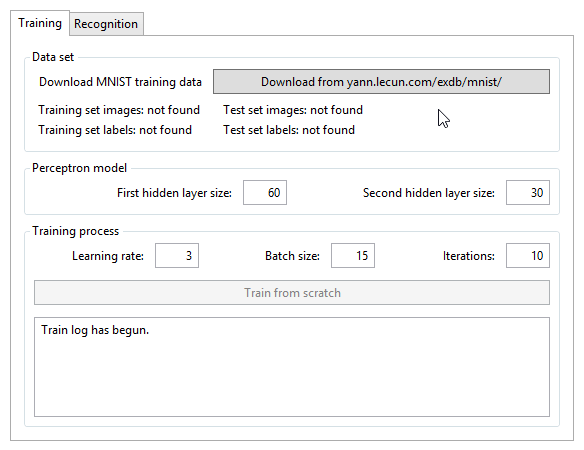 Training Recognition
Data set
Download MNIST training data Download from yann.lecun.com/exdb/mnist/
Training set images: not found Test set images: not found
Training set labels: not found Test set labels: not found
Perceptron model
First hidden layer size: 60 Second hidden layer size: 30
Training process
Learning rate: 3 Batch size: 15 Iterations: 10
Train from scratch
Train log has begun.